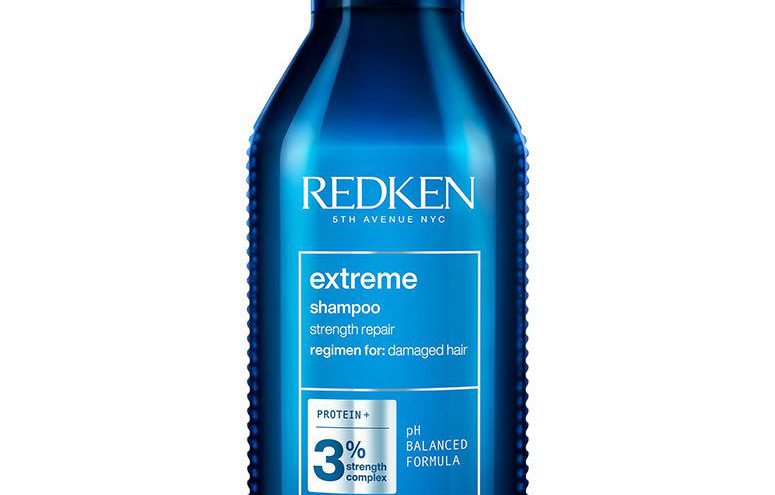 REDKEN
5TH AVENUE NYC
extreme
shampoo
strength repair
regimen for: damaged hair
PROTEIN +
3%
strength
complex
pH
BALANCED
FORMULA